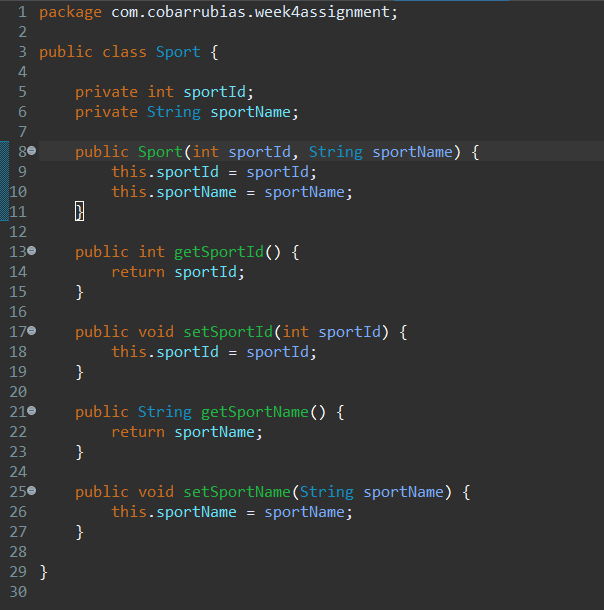 1 package com.cobarrubias.week4assignment;
2
3 public class Sport {
4
5     private int sportId;
6     private String sportName;
7
8     public Sport(int sportId, String sportName) {
9         this.sportId = sportId;
10         this.sportName = sportName;
11     }
12
13     public int getSportId() {
14         return sportId;
15     }
16
17     public void setSportId(int sportId) {
18         this.sportId = sportId;
19     }
20
21     public String getSportName() {
22         return sportName;
23     }
24
25     public void setSportName(String sportName) {
26         this.sportName = sportName;
27     }
28
29 }
30